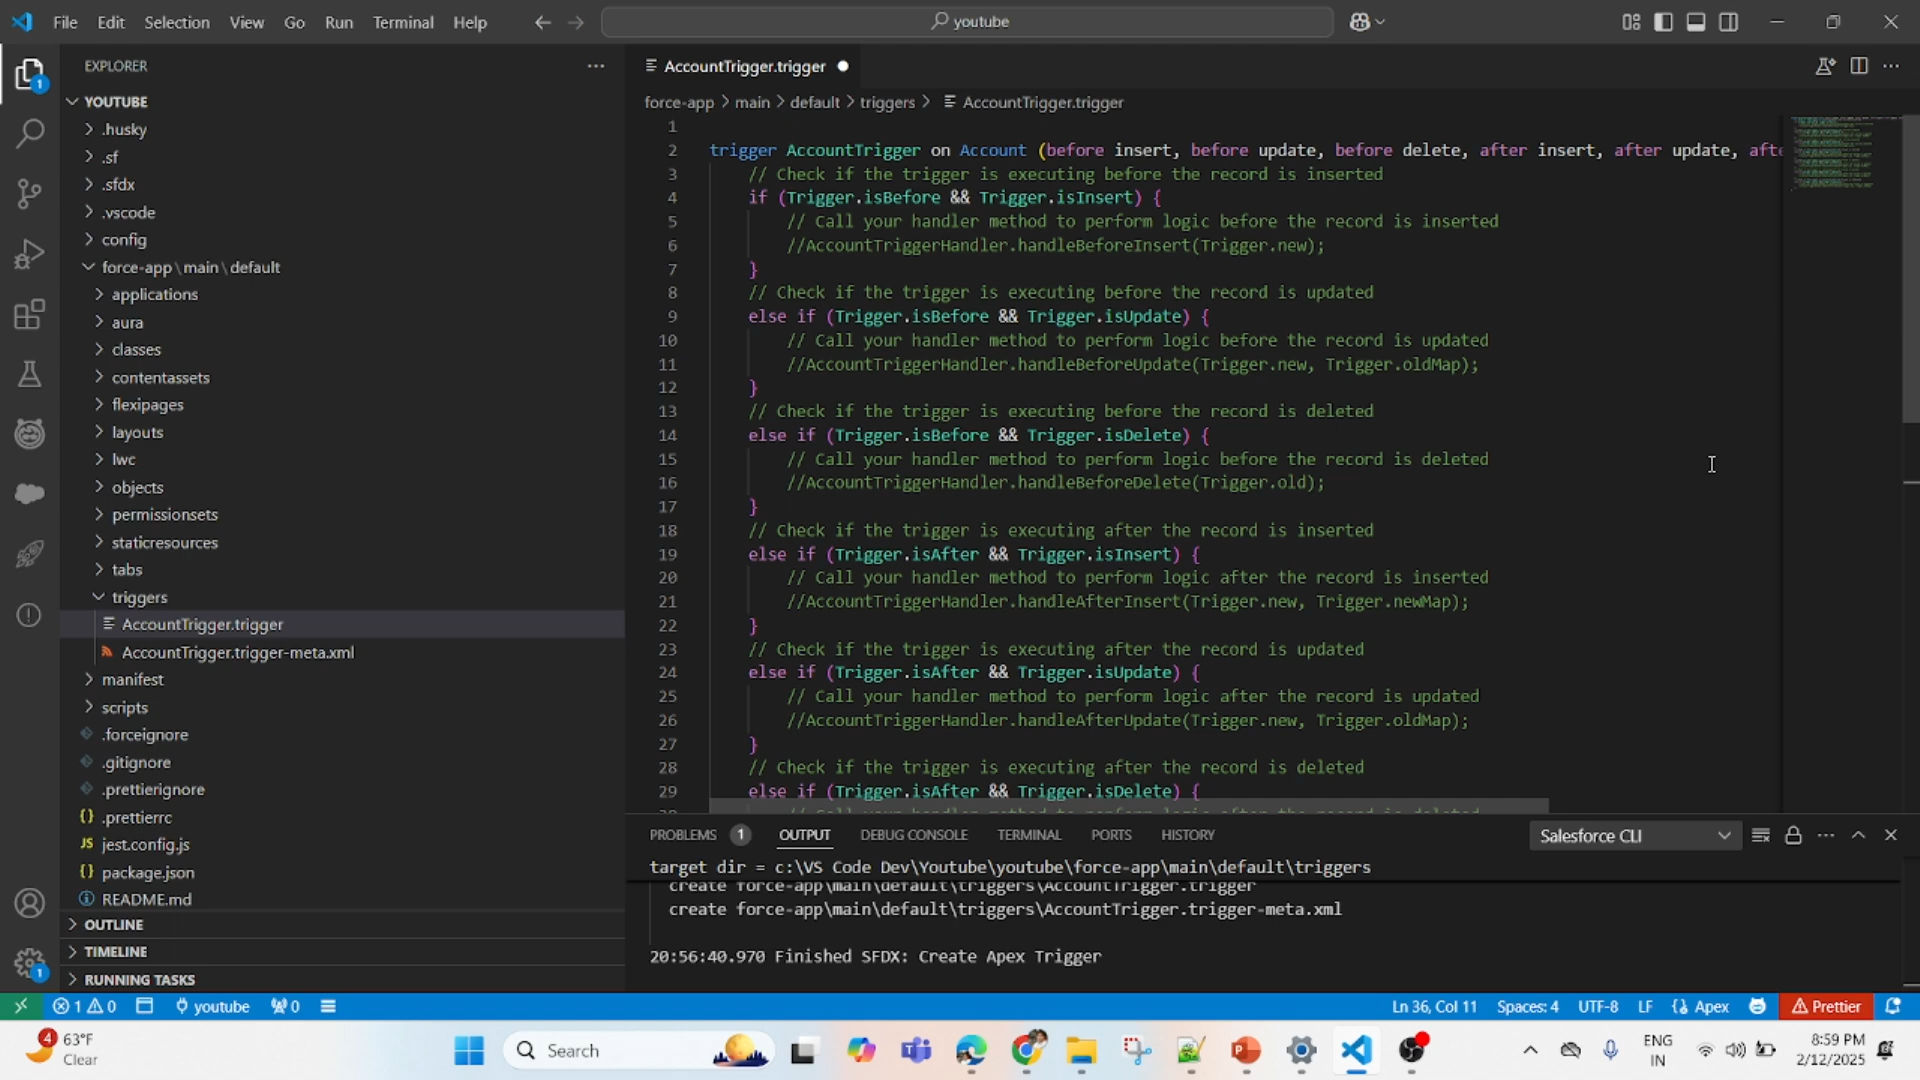 File Edit Selection View Go Run Terminal Help
youtube
EXPLORER
YOUTUBE
.husky
.sf
.sfdx
.vscode
config
force-app\main\default
applications
aura
classes
contentassets
flexipages
layouts
lwc
objects
permissionsets
staticresources
tabs
triggers
AccountTrigger.trigger
AccountTrigger.trigger-meta.xml
manifest
scripts
.forceignore
.gitignore
.prettierignore
.prettierrc
JS jest.config.js
package.json
README.md
OUTLINE
TIMELINE
RUNNING TASKS
AccountTrigger.trigger
force-app > main > default > triggers > AccountTrigger.trigger
1
2 trigger AccountTrigger on Account (before insert, before update, before delete, after insert, after update, afte
3 // Check if the trigger is executing before the record is inserted
4 if (Trigger.isBefore && Trigger.isInsert) {
5 // Call your handler method to perform logic before the record is inserted
6 //AccountTriggerHandler.handleBeforeInsert(Trigger.new);
7 }
8 // Check if the trigger is executing before the record is updated
9 else if (Trigger.isBefore && Trigger.isUpdate) {
10 // Call your handler method to perform logic before the record is updated
11 //AccountTriggerHandler.handleBeforeUpdate(Trigger.new, Trigger.oldMap);
12 }
13 // Check if the trigger is executing before the record is deleted
14 else if (Trigger.isBefore && Trigger.isDelete) {
15 // Call your handler method to perform logic before the record is deleted
16 //AccountTriggerHandler.handleBeforeDelete(Trigger.old);
17 }
18 // Check if the trigger is executing after the record is inserted
19 else if (Trigger.isAfter && Trigger.isInsert) {
20 // Call your handler method to perform logic after the record is inserted
21 //AccountTriggerHandler.handleAfterInsert(Trigger.new, Trigger.newMap);
22 }
23 // Check if the trigger is executing after the record is updated
24 else if (Trigger.isAfter && Trigger.isUpdate) {
25 // Call your handler method to perform logic after the record is updated
26 //AccountTriggerHandler.handleAfterUpdate(Trigger.new, Trigger.oldMap);
27 }
28 // Check if the trigger is executing after the record is deleted
29 else if (Trigger.isAfter && Trigger.isDelete) {
PROBLEMS 1 OUTPUT DEBUG CONSOLE TERMINAL PORTS HISTORY Salesforce CLI
target dir = c:\VS Code Dev\Youtube\youtube\force-app\main\default\triggers
create force-app\main\default\triggers\AccountTrigger.trigger
create force-app\main\default\triggers\AccountTrigger.trigger-meta.xml
20:56:40.970 Finished SFDX: Create Apex Trigger
1 0 youtube 0 Ln 36, Col 11 Spaces: 4 UTF-8 LF Apex Prettier
4 63°F
Clear
Search
ENG
IN
8:59 PM
2/12/2025